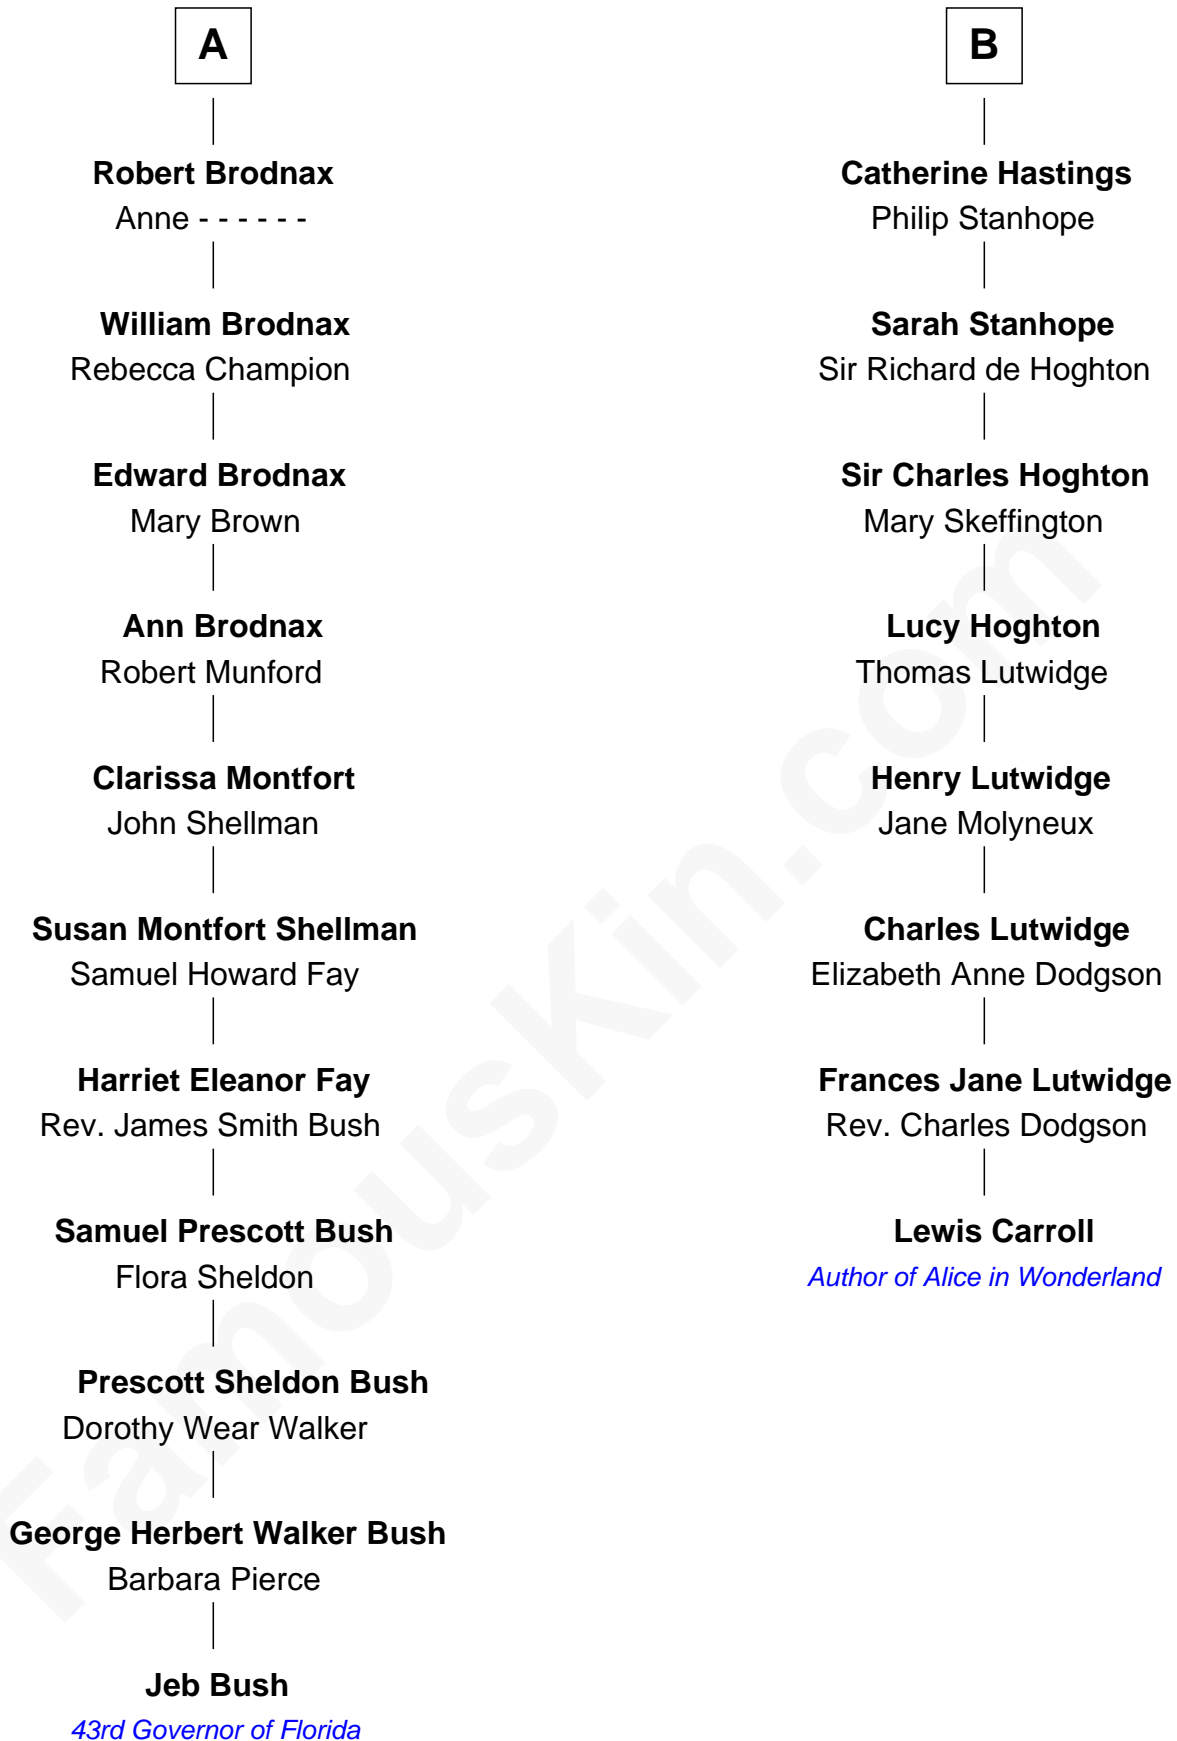 A
Robert Brodnax
Anne - - - - - -
William Brodnax
Rebecca Champion
Edward Brodnax
Mary Brown
Ann Brodnax
Robert Munford
Clarissa Montfort
John Shellman
Susan Montfort Shellman
Samuel Howard Fay
Harriet Eleanor Fay
Rev. James Smith Bush
Samuel Prescott Bush
Flora Sheldon
Prescott Sheldon Bush
Dorothy Wear Walker
George Herbert Walker Bush
Barbara Pierce
Jeb Bush
43rd Governor of Florida
B
Catherine Hastings
Philip Stanhope
Sarah Stanhope
Sir Richard de Hoghton
Sir Charles Hoghton
Mary Skeffington
Lucy Hoghton
Thomas Lutwidge
Henry Lutwidge
Jane Molyneux
Charles Lutwidge
Elizabeth Anne Dodgson
Frances Jane Lutwidge
Rev. Charles Dodgson
Lewis Carroll
Author of Alice in Wonderland
FamousKin.com